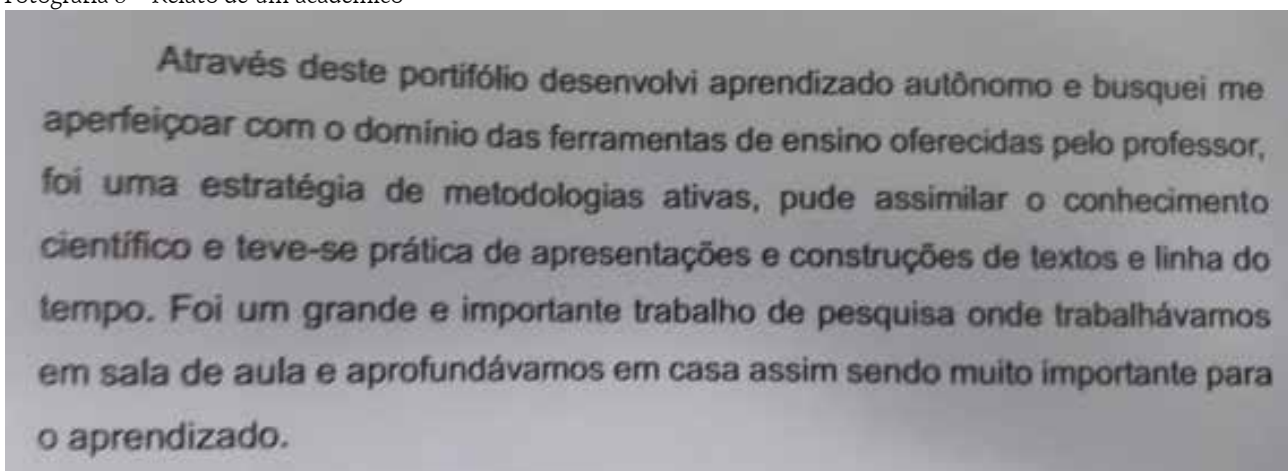 Através deste portifólio desenvolvi aprendizado autônomo e busquei me
aperfeiçoar com o domínio das ferramentas de ensino oferecidas pelo professor,
foi uma estratégia de metodologias ativas, pude assimilar o conhecimento
científico e teve-se prática de apresentações e construções de textos e linha do
tempo. Foi um grande e importante trabalho de pesquisa onde trabalhávamos
em sala de aula e aprofundávamos em casa assim sendo muito importante para
o aprendizado.